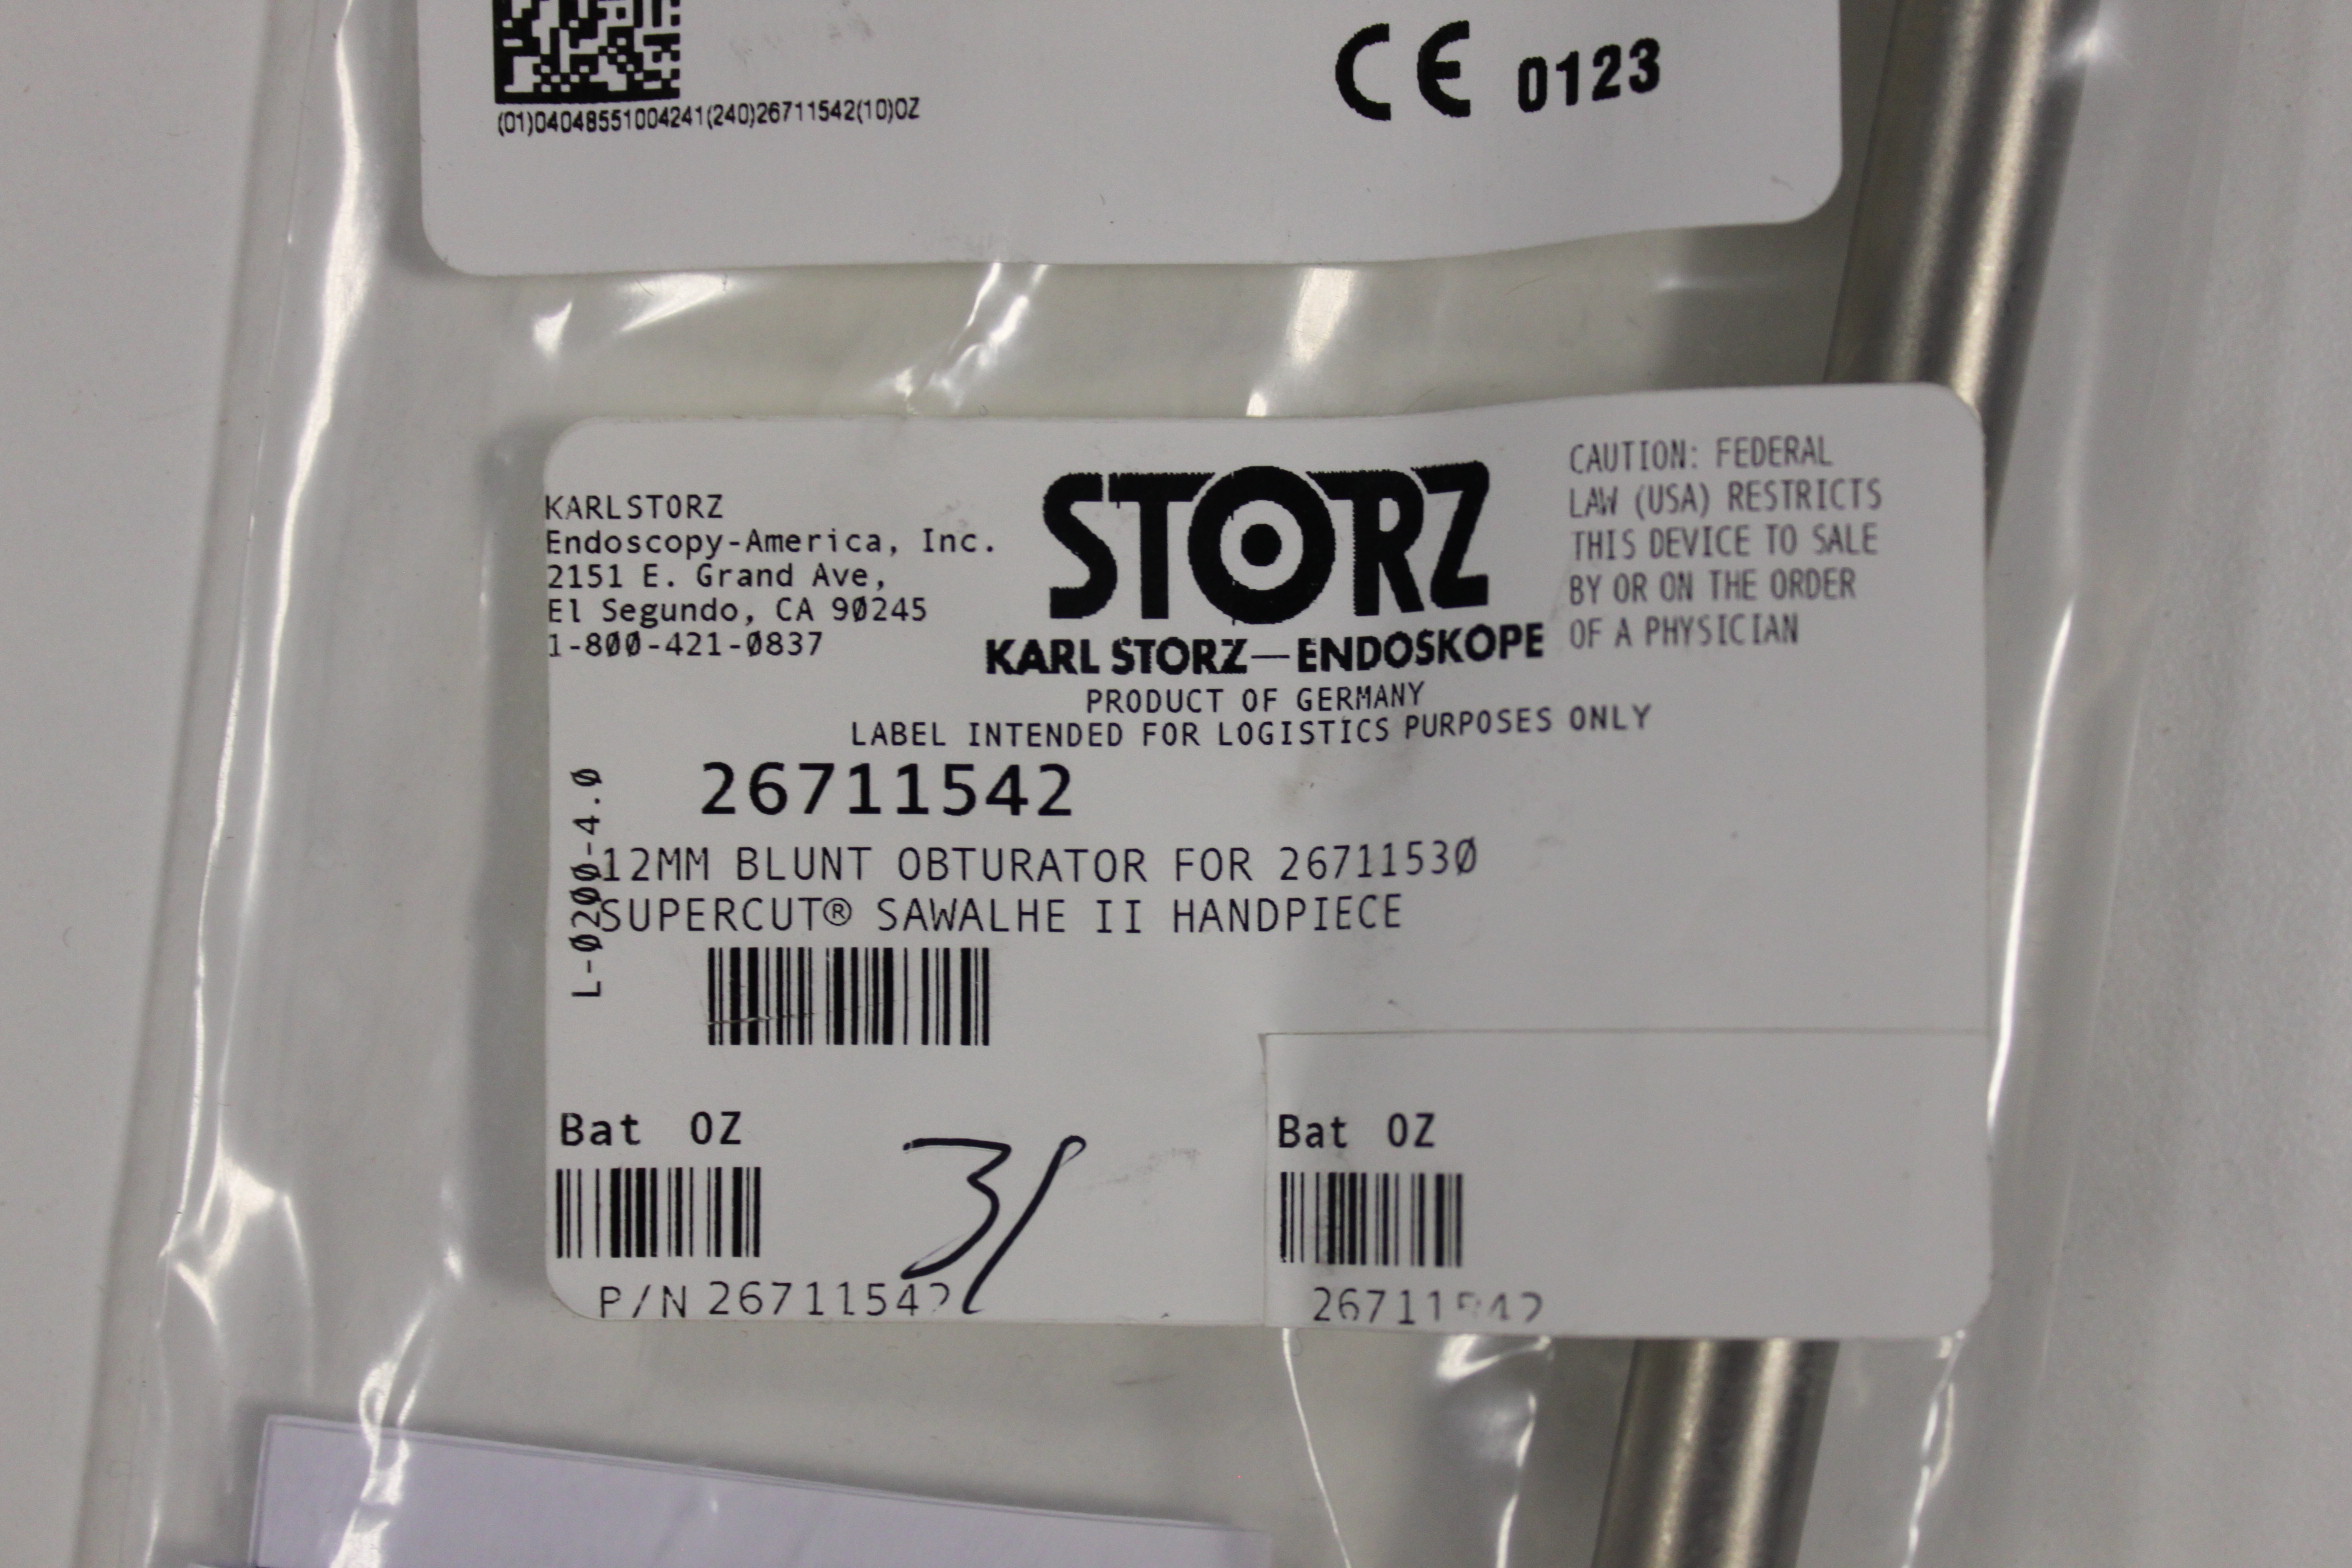 (01)04048551004241(240)26711542(10)OZ
CE 0123
KARL STORZ
Endoscopy-America, Inc.
2151 E. Grand Ave,
El Segundo, CA 90245
1-800-421-0837
STORZ
KARL STORZ—ENDOSKOPE
CAUTION: FEDERAL
LAW (USA) RESTRICTS
THIS DEVICE TO SALE
BY OR ON THE ORDER
OF A PHYSICIAN
PRODUCT OF GERMANY
LABEL INTENDED FOR LOGISTICS PURPOSES ONLY
26711542
L-0200-4.0
12MM BLUNT OBTURATOR FOR 26711530
SUPERCUT® SAWALHE II HANDPIECE
Bat OZ
31
P/N 26711542
Bat OZ
26711542